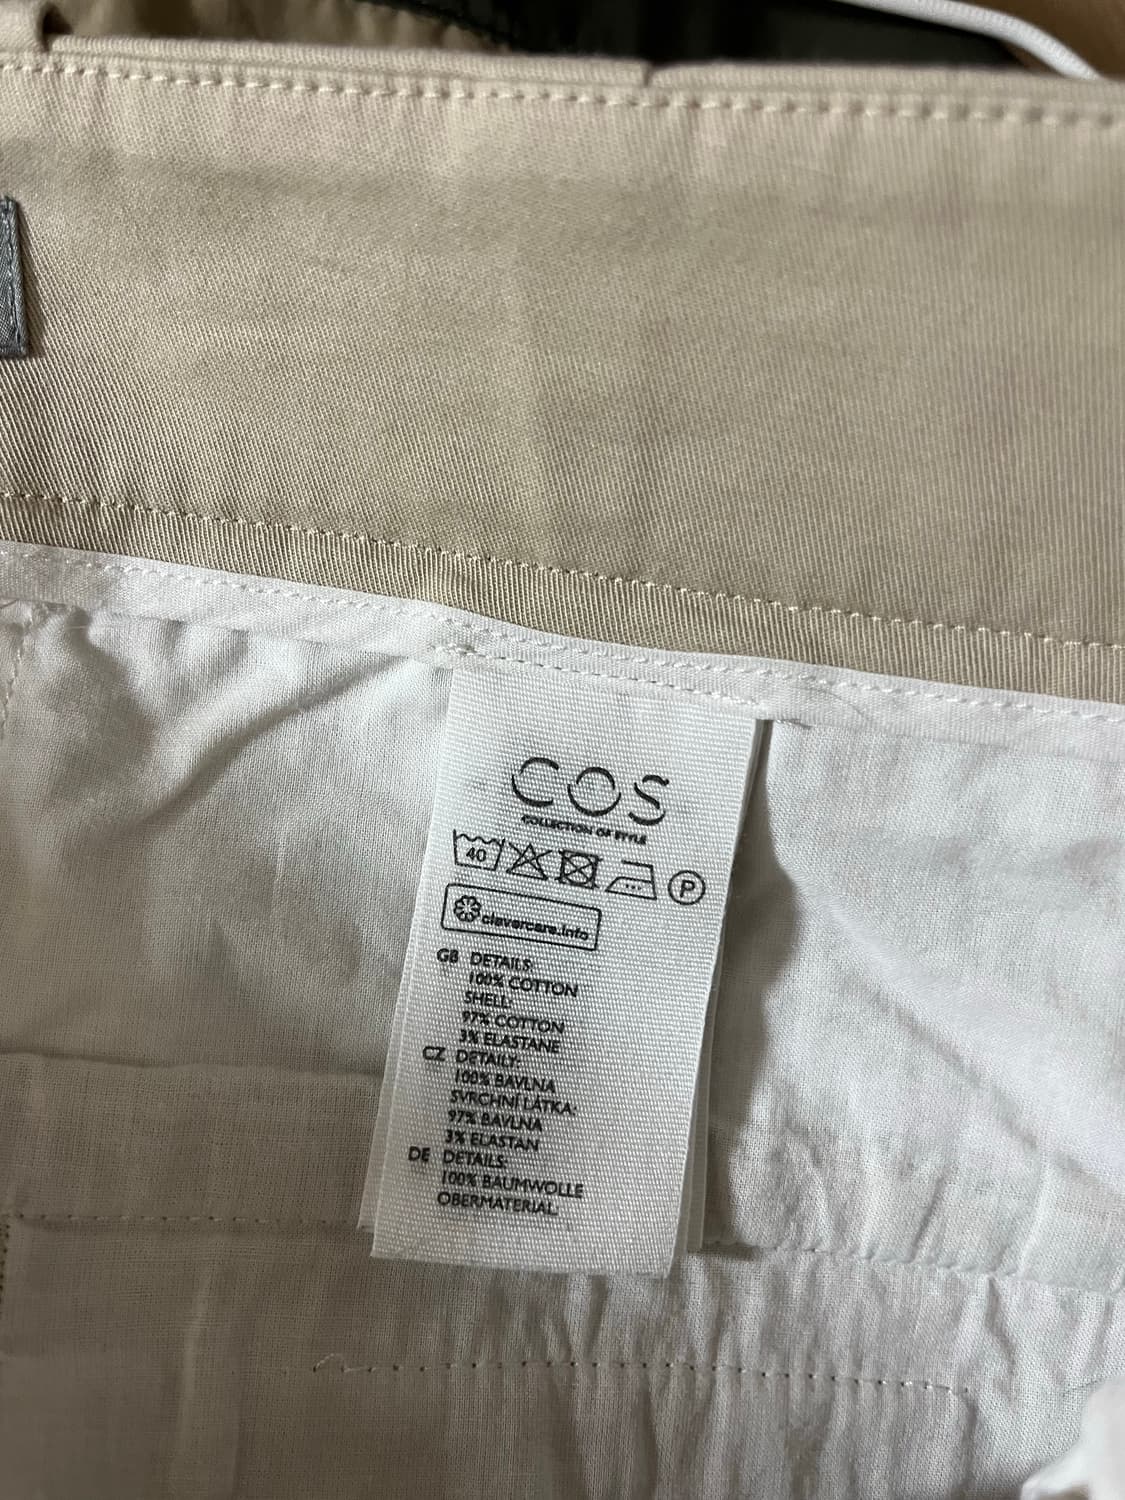 COS
COLLECTION OF STYLE
40 P
clevercare.info
GB DETAILS:
100% COTTON
SHELL:
97% COTTON
3% ELASTANE
CZ DETAILY:
100% BAVLNA
SVRCHNÍ LÁTKA:
97% BAVLNA
3% ELASTAN
DE DETAILS:
100% BAUMWOLLE
OBERMATERIAL: